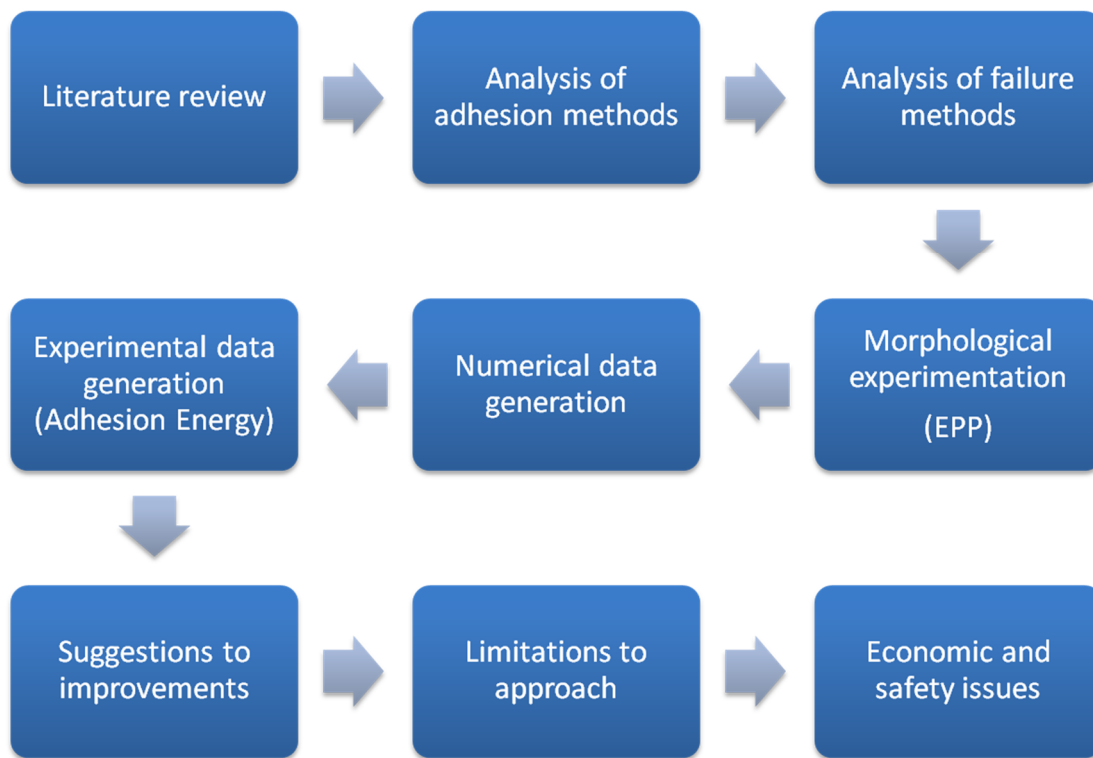 Literature review
Analysis of
adhesion methods
Analysis of failure
methods
Morphological
experimentation
(EPP)
Numerical data
generation
Experimental data
generation
(Adhesion Energy)
Suggestions to
improvements
Limitations to
approach
Economic and
safety issues